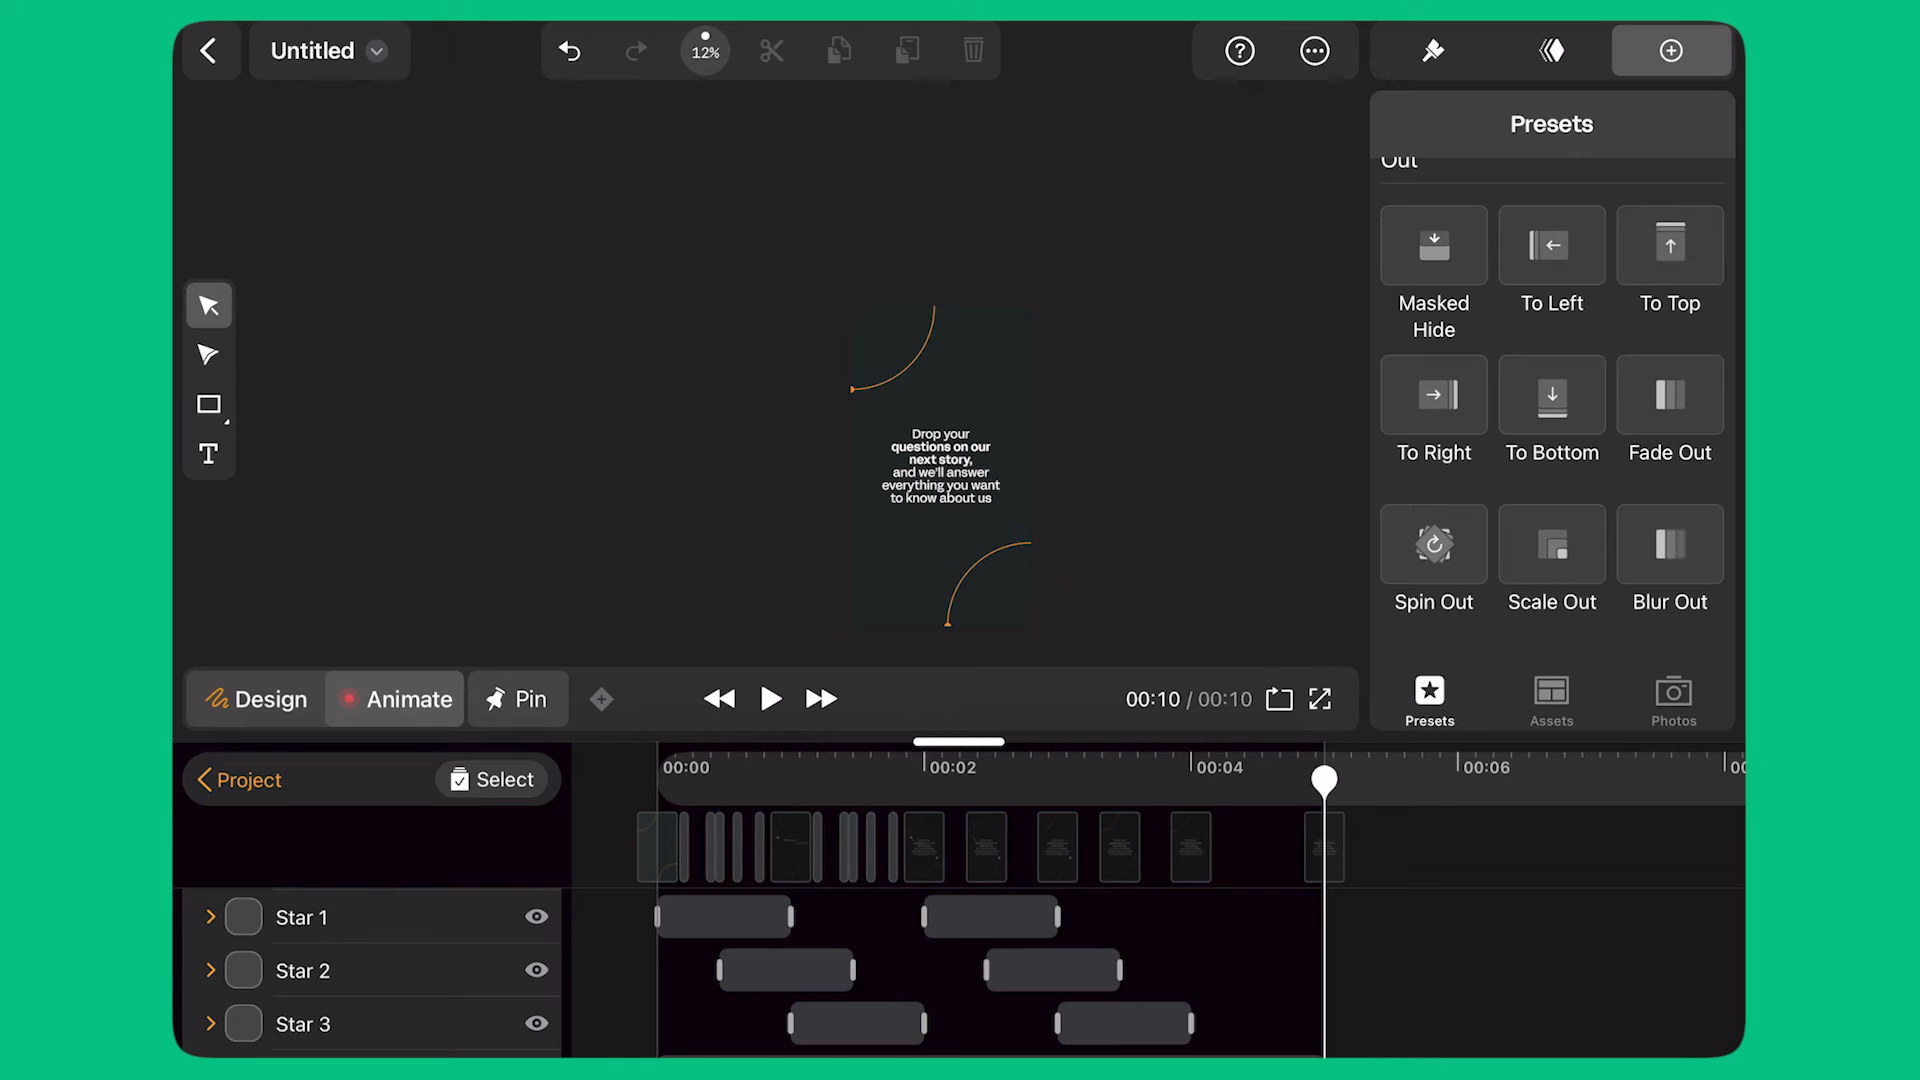 Untitled
12%
Presets
Out
Masked
Hide
To Left
To Top
To Right
To Bottom
Fade Out
Spin Out
Scale Out
Blur Out
Drop your
questions on our
next story,
and we'll answer
everything you want
to know about us
T
Design
Animate
Pin
00:10 / 00:10
Presets
Assets
Photos
Project
Select
00:00
00:02
00:04
00:06
Star 1
Star 2
Star 3